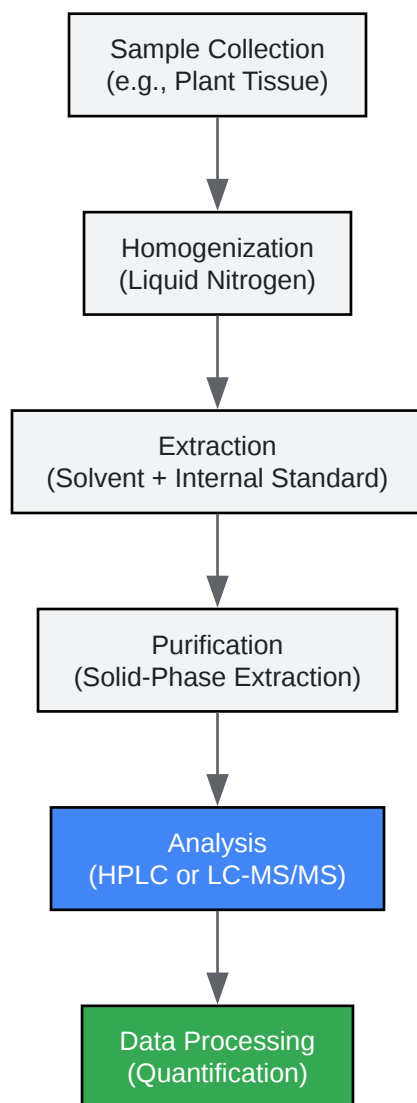 Sample Collection
(e.g., Plant Tissue)
Homogenization
(Liquid Nitrogen)
Extraction
(Solvent + Internal Standard)
Purification
(Solid-Phase Extraction)
Analysis
(HPLC or LC-MS/MS)
Data Processing
(Quantification)